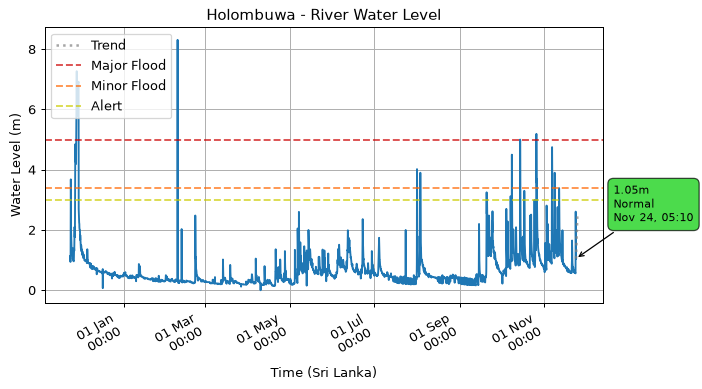 Holombuwa - River Water Level
Trend
Major Flood
Minor Flood
Alert
Water Level (m)
8
6
4
2
0
1.05m
Normal
Nov 24, 05:10
01 Jan
00:00
01 Mar
00:00
01 May
00:00
01 Jul
00:00
01 Sep
00:00
01 Nov
00:00
Time (Sri Lanka)